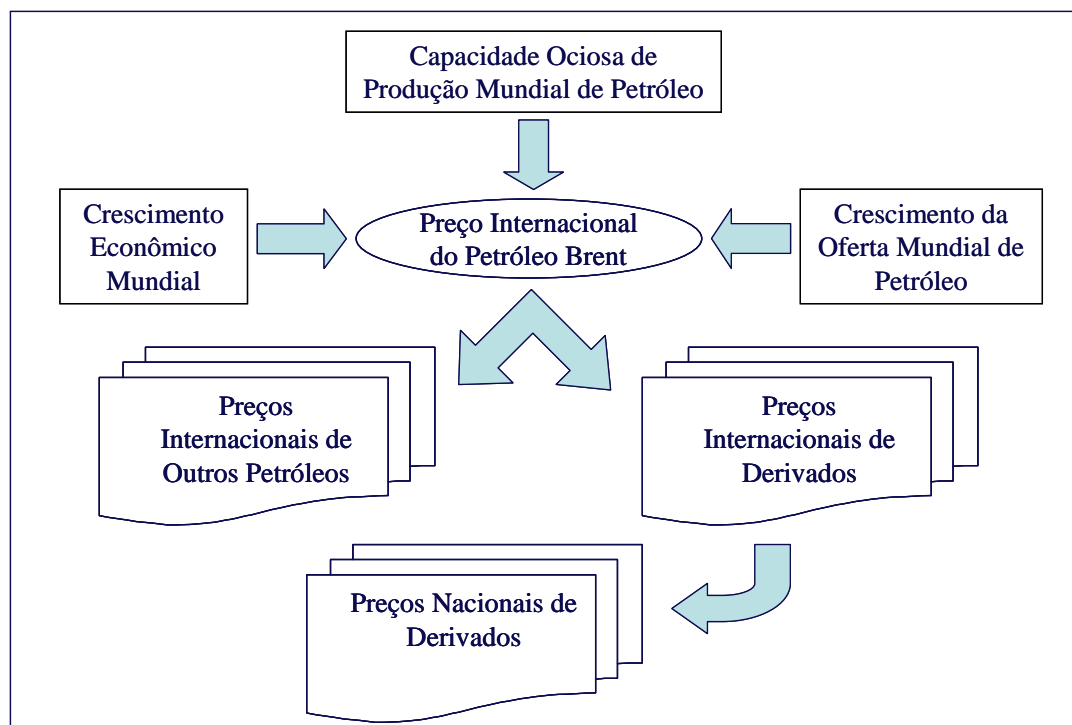 Capacidade Ociosa de
Produção Mundial de Petróleo
Crescimento
Econômico
Mundial
Preço Internacional
do Petróleo Brent
Crescimento da
Oferta Mundial de
Petróleo
Preços
Internacionais de
Outros Petróleos
Preços
Internacionais de
Derivados
Preços Nacionais de
Derivados